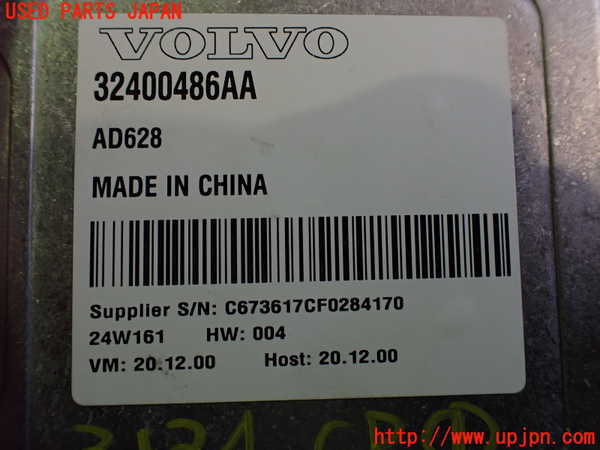 USED PARTS JAPAN
VOLVO
32400486AA
AD628
MADE IN CHINA
Supplier S/N: C673617CF0284170
24W161 HW: 004
VM: 20.12.00 Host: 20.12.00
http://www.upjpn.com/